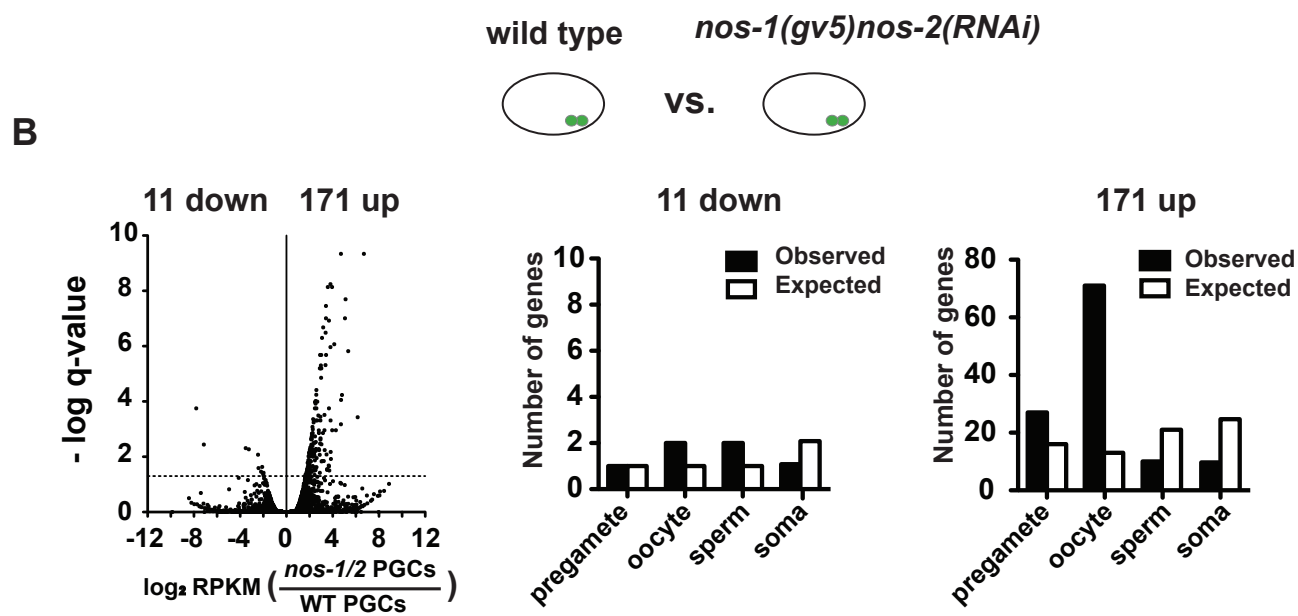 wild type
nos-1(gv5)nos-2(RNAi)
vs.
B
11 down
171 up
- log q-value
10
8
6
4
2
0
-12
-8
-4
0
4
8
12
log₂ RPKM ( nos-1/2 PGCs
WT PGCs )
11 down
Observed
Expected
Number of genes
10
8
6
4
2
0
pregamete
oocyte
sperm
soma
171 up
Observed
Expected
Number of genes
80
60
40
20
0
pregamete
oocyte
sperm
soma